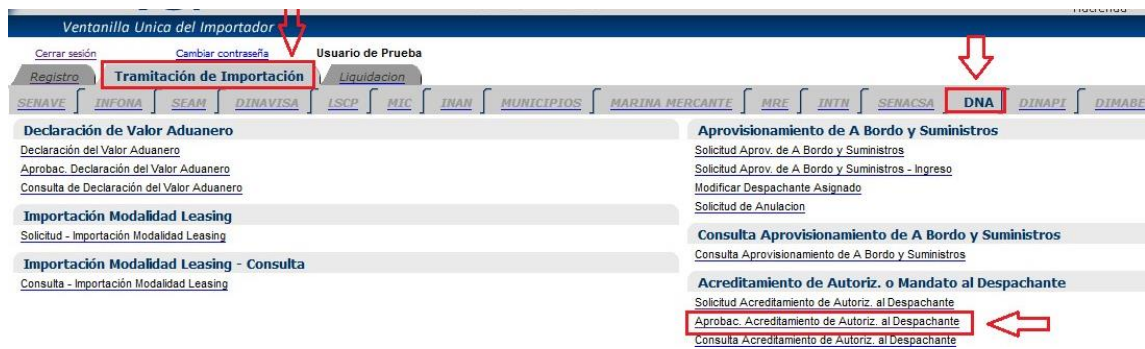 Ventanilla Unica del Importador
Cerrar sesión Cambiar contraseña Usuario de Prueba
Registro Tramitación de Importación Liquidacion
SENAVE INFONA SEAM DINAVISA LSCP MIC INAN MUNICIPIOS MARINA MERCANTE MRE INTN SENACSA DNA DINAPI DIMABE
Declaración de Valor Aduanero
Declaración del Valor Aduanero
Aprobac. Declaración del Valor Aduanero
Consulta de Declaración del Valor Aduanero
Importación Modalidad Leasing
Solicitud - Importación Modalidad Leasing
Importación Modalidad Leasing - Consulta
Consulta - Importación Modalidad Leasing
Aprovisionamiento de A Bordo y Suministros
Solicitud Aprov. de A Bordo y Suministros
Solicitud Aprov. de A Bordo y Suministros - Ingreso
Modificar Despachante Asignado
Solicitud de Anulacion
Consulta Aprovisionamiento de A Bordo y Suministros
Consulta Aprovisionamiento de A Bordo y Suministros
Acreditamiento de Autoriz. o Mandato al Despachante
Solicitud Acreditamiento de Autoriz. al Despachante
Aprobac. Acreditamiento de Autoriz. al Despachante
Consulta Acreditamiento de Autoriz. al Despachante